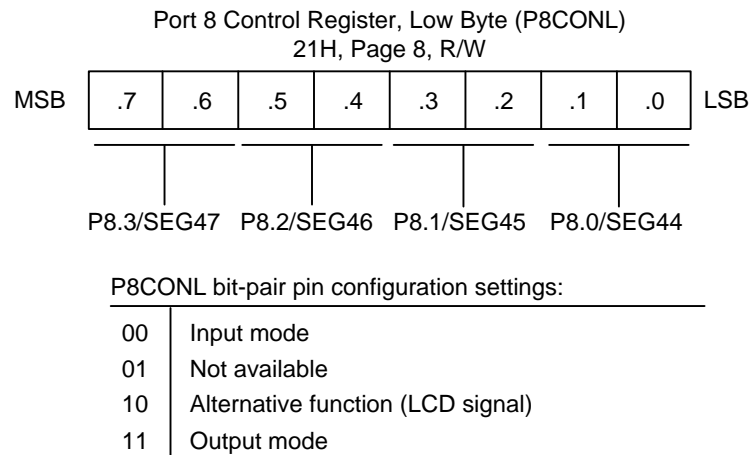 Port 8 Control Register, Low Byte (P8CONL)
21H, Page 8, R/W
MSB .7 .6 .5 .4 .3 .2 .1 .0 LSB
P8.3/SEG47 P8.2/SEG46 P8.1/SEG45 P8.0/SEG44
P8CONL bit-pair pin configuration settings:
00 Input mode
01 Not available
10 Alternative function (LCD signal)
11 Output mode